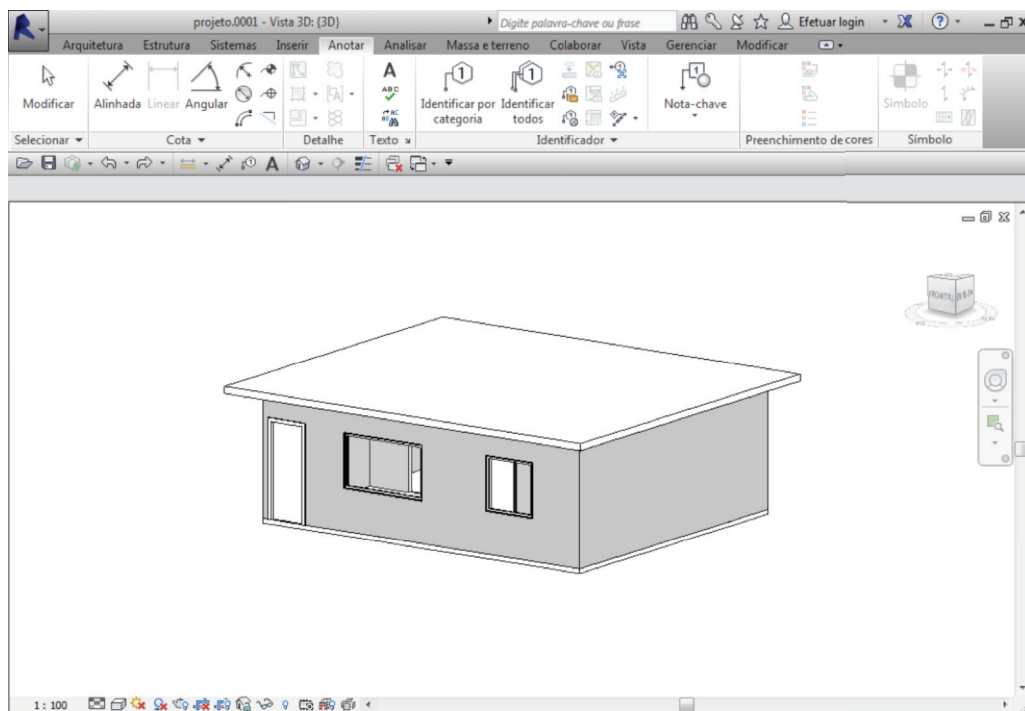 projeto.0001 - Vista 3D: {3D} Digite palavra-chave ou frase Efetuar login
Arquitetura Estrutura Sistemas Inserir Anotar Analisar Massa e terreno Colaborar Vista Gerenciar Modificar
Modificar Alinhada Linear Angular A ABC Identificar por categoria Identificar todos Nota-chave Símbolo
Selecionar Cota Detalhe Texto Identificador Preenchimento de cores Símbolo
A
FRONTAL
1 : 100